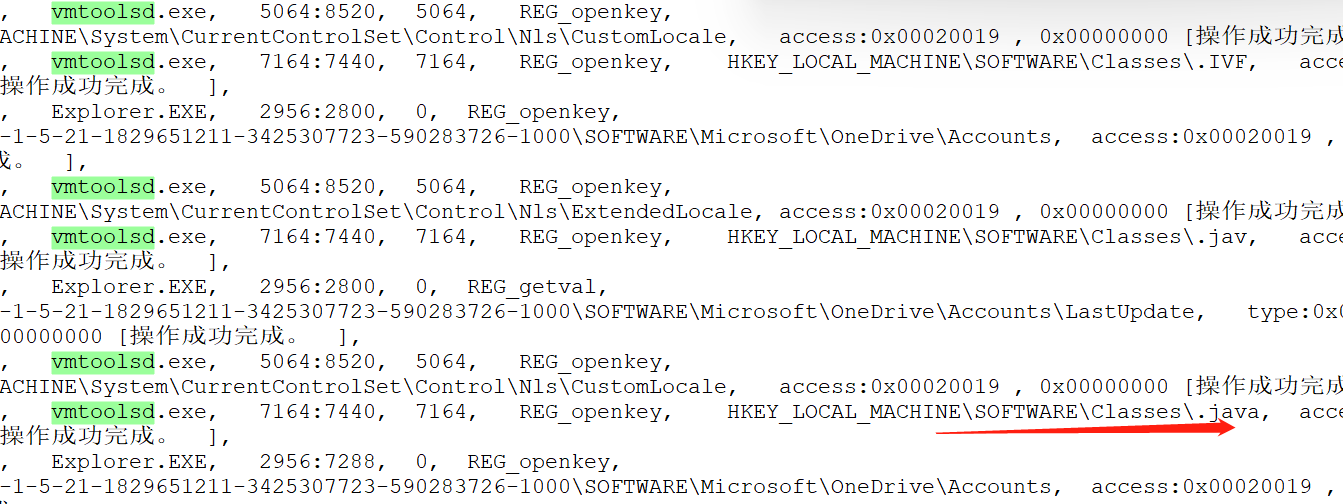 , vmtoolsd.exe, 5064:8520, 5064, REG_openkey,
ACHINE\System\CurrentControlSet\Control\Nls\CustomLocale, access:0x00020019 , 0x00000000 [操作成功完成
, vmtoolsd.exe, 7164:7440, 7164, REG_openkey, HKEY_LOCAL_MACHINE\SOFTWARE\Classes\.IVF, acce
操作成功完成。 ],
, Explorer.EXE, 2956:2800, 0, REG_openkey,
-1-5-21-1829651211-3425307723-590283726-1000\SOFTWARE\Microsoft\OneDrive\Accounts, access:0x00020019 ,
成。 ],
, vmtoolsd.exe, 5064:8520, 5064, REG_openkey,
ACHINE\System\CurrentControlSet\Control\Nls\ExtendedLocale, access:0x00020019 , 0x00000000 [操作成功完成
, vmtoolsd.exe, 7164:7440, 7164, REG_openkey, HKEY_LOCAL_MACHINE\SOFTWARE\Classes\.jav, acce
操作成功完成。 ],
, Explorer.EXE, 2956:2800, 0, REG_getval,
-1-5-21-1829651211-3425307723-590283726-1000\SOFTWARE\Microsoft\OneDrive\Accounts\LastUpdate, type:0x0
00000000 [操作成功完成。 ],
, vmtoolsd.exe, 5064:8520, 5064, REG_openkey,
ACHINE\System\CurrentControlSet\Control\Nls\CustomLocale, access:0x00020019 , 0x00000000 [操作成功完成
, vmtoolsd.exe, 7164:7440, 7164, REG_openkey, HKEY_LOCAL_MACHINE\SOFTWARE\Classes\.java, acce
操作成功完成。 ],
, Explorer.EXE, 2956:7288, 0, REG_openkey,
-1-5-21-1829651211-3425307723-590283726-1000\SOFTWARE\Microsoft\OneDrive\Accounts, access:0x00020019 ,